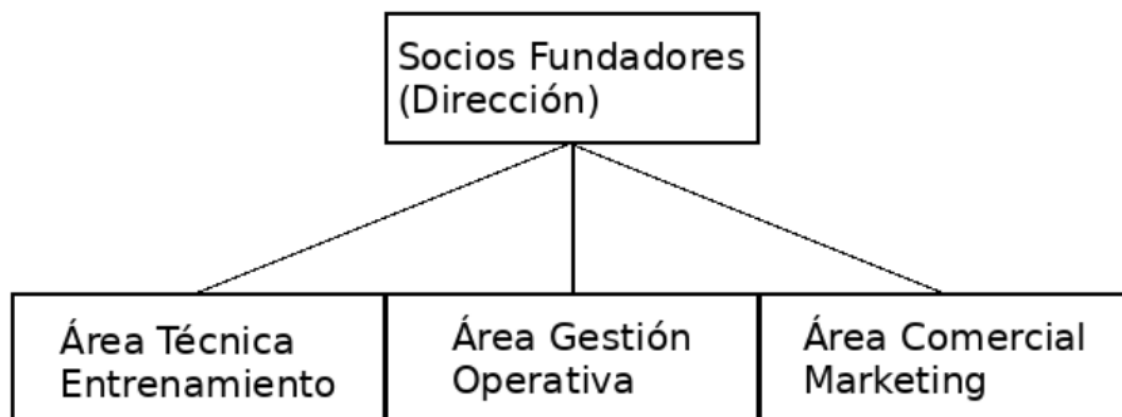 Socios Fundadores
(Dirección)
Área Técnica
Entrenamiento
Área Gestión
Operativa
Área Comercial
Marketing